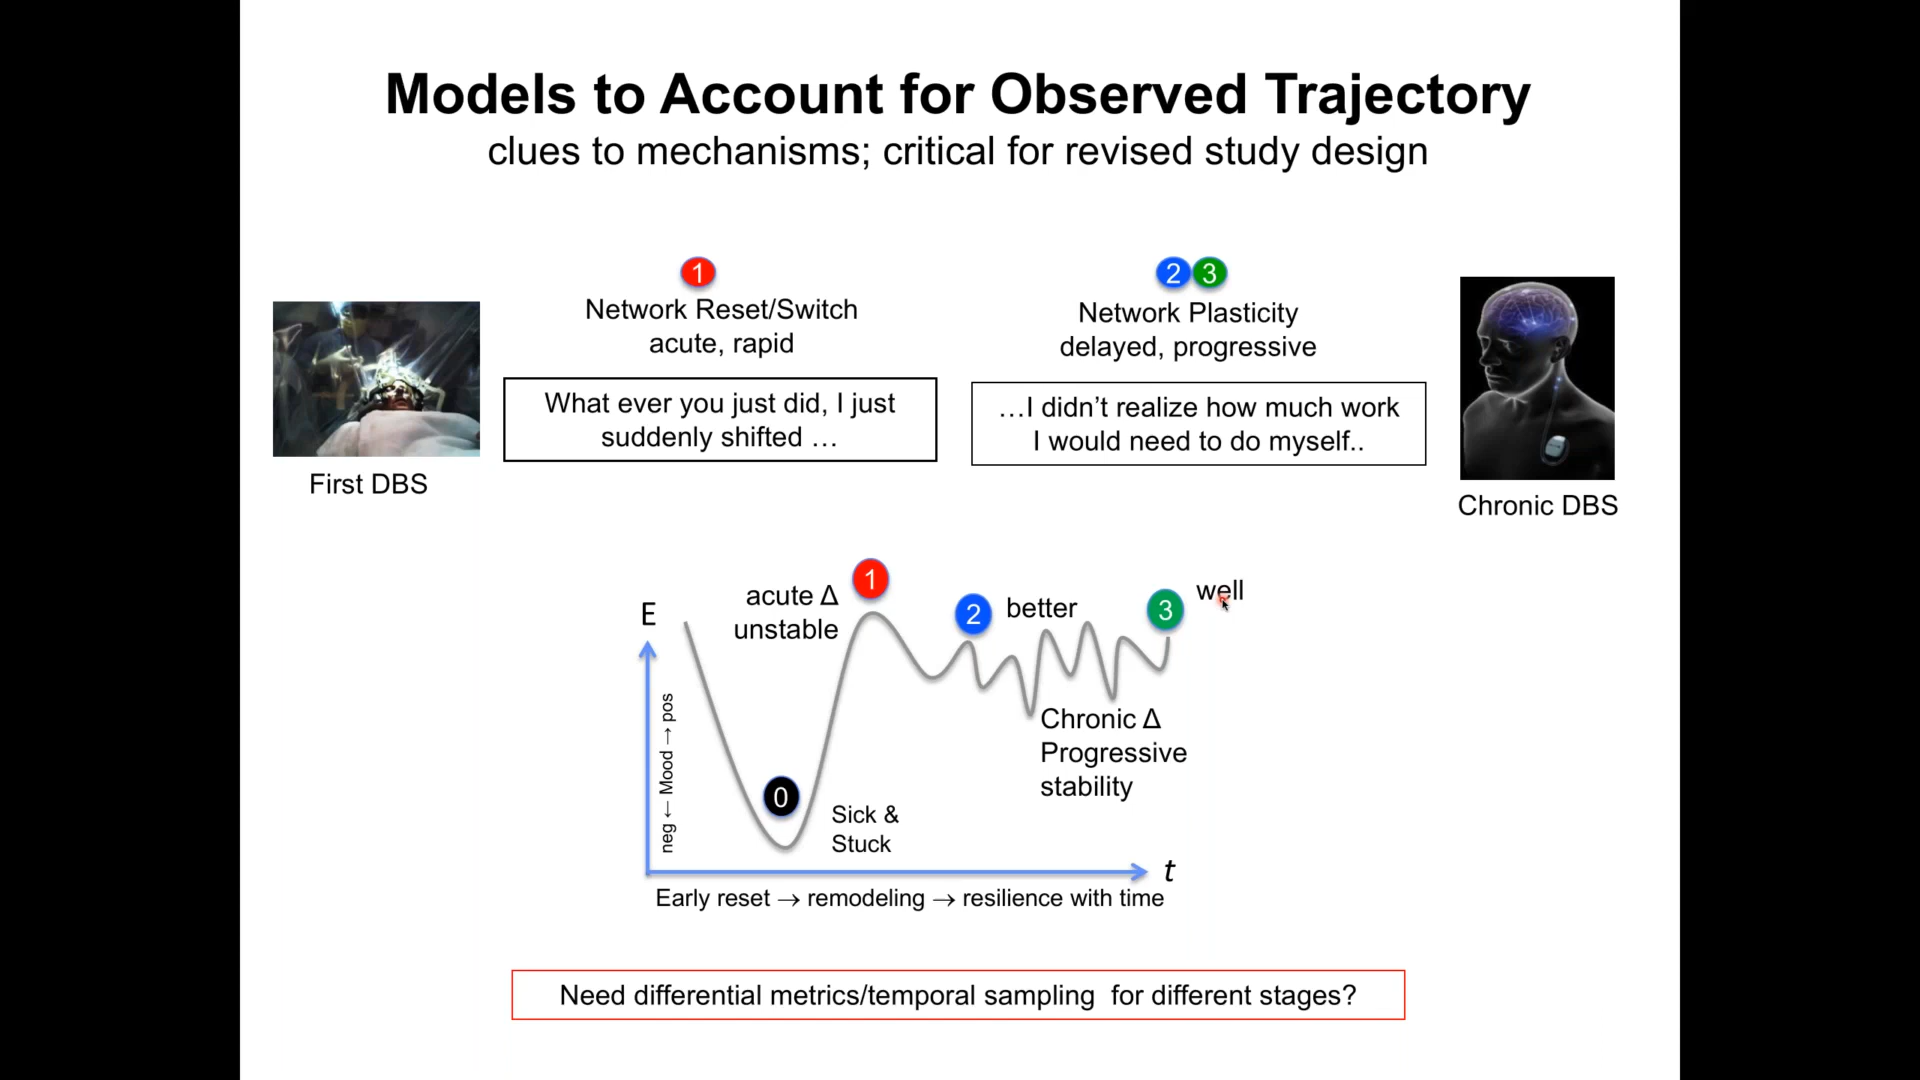 Models to Account for Observed Trajectory
clues to mechanisms; critical for revised study design
1
Network Reset/Switch
acute, rapid
What ever you just did, I just
suddenly shifted …
First DBS
2 3
Network Plasticity
delayed, progressive
…I didn’t realize how much work
I would need to do myself..
Chronic DBS
E
neg ← Mood → pos
acute Δ
unstable
1
2
better
3
well
0
Sick &
Stuck
Chronic Δ
Progressive
stability
t
Early reset → remodeling → resilience with time
Need differential metrics/temporal sampling  for different stages?